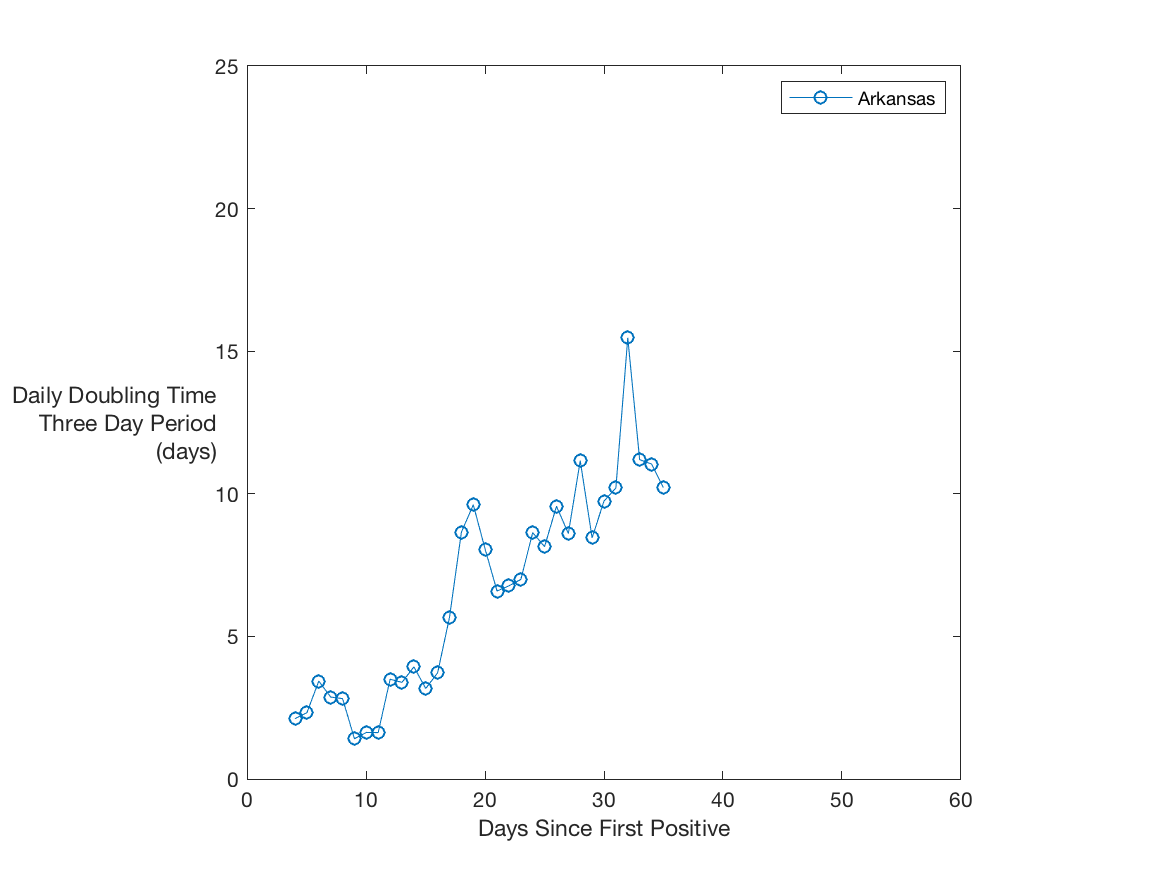 25
Arkansas
20
15
Daily Doubling Time
Three Day Period
(days)
10
5
0
0 10 20 30 40 50 60
Days Since First Positive